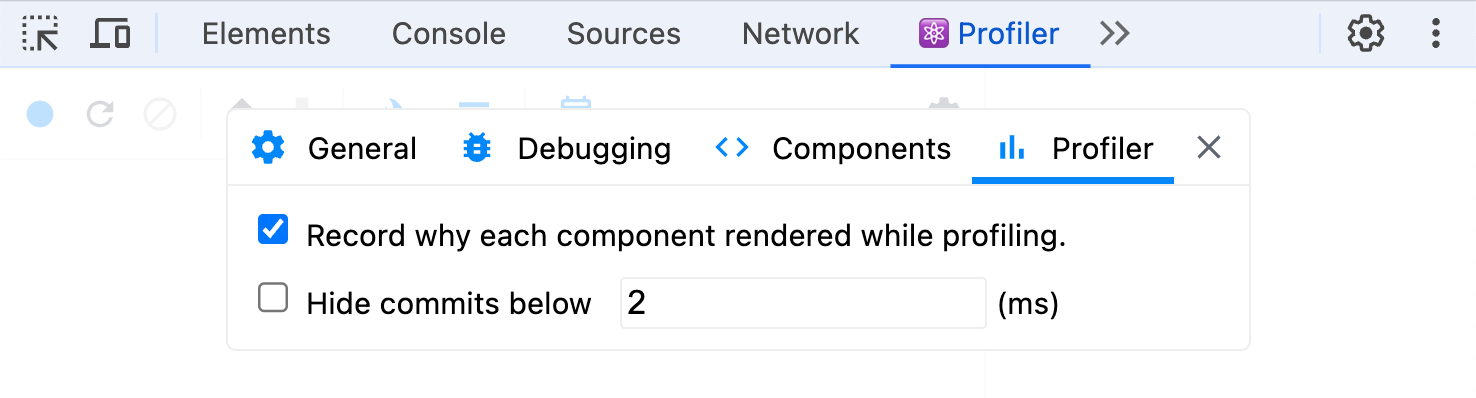 Elements Console Sources Network Profiler
General Debugging Components Profiler
Record why each component rendered while profiling.
Hide commits below 2 (ms)